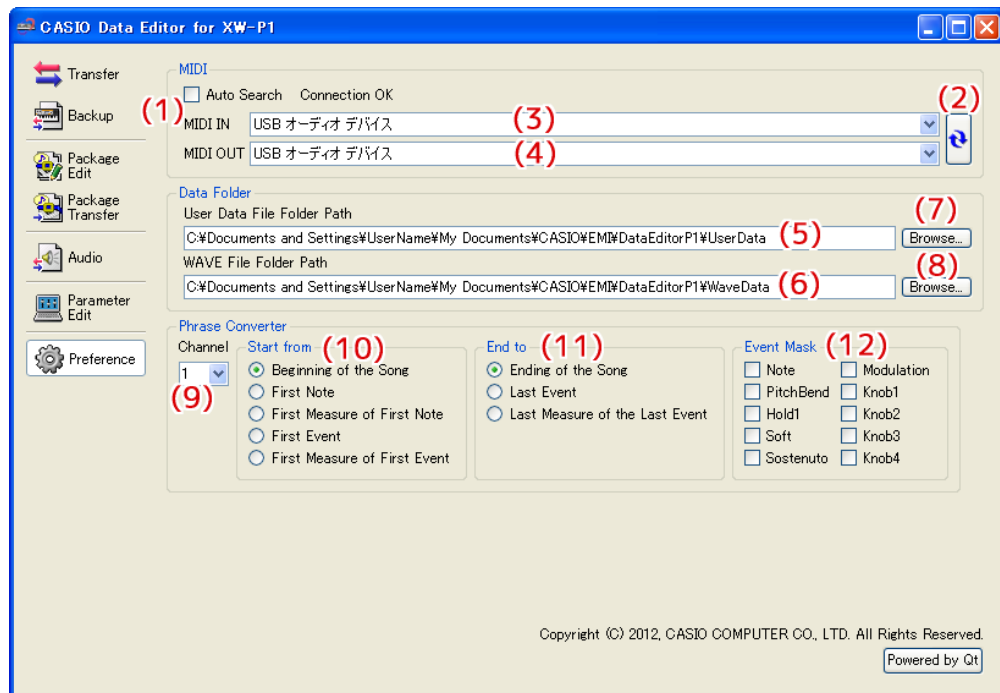 CASIO Data Editor for XW-P1
Transfer
Backup
Package
Edit
Package
Transfer
Audio
Parameter
Edit
Preference
MIDI
Auto Search Connection OK
(1)
(2)
MIDI IN USB オーディオ デバイス (3)
MIDI OUT USB オーディオ デバイス (4)
Data Folder
User Data File Folder Path
(7)
C:¥Documents and Settings¥UserName¥My Documents¥CASIO¥EMI¥DataEditorP1¥UserData (5) Browse...
WAVE File Folder Path
(8)
C:¥Documents and Settings¥UserName¥My Documents¥CASIO¥EMI¥DataEditorP1¥WaveData (6) Browse...
Phrase Converter
Channel
1
(9)
Start from (10)
Beginning of the Song
First Note
First Measure of First Note
First Event
First Measure of First Event
End to (11)
Ending of the Song
Last Event
Last Measure of the Last Event
Event Mask (12)
Note Modulation
PitchBend Knob1
Hold1 Knob2
Soft Knob3
Sostenuto Knob4
Copyright (C) 2012, CASIO COMPUTER CO., LTD. All Rights Reserved.
Powered by Qt